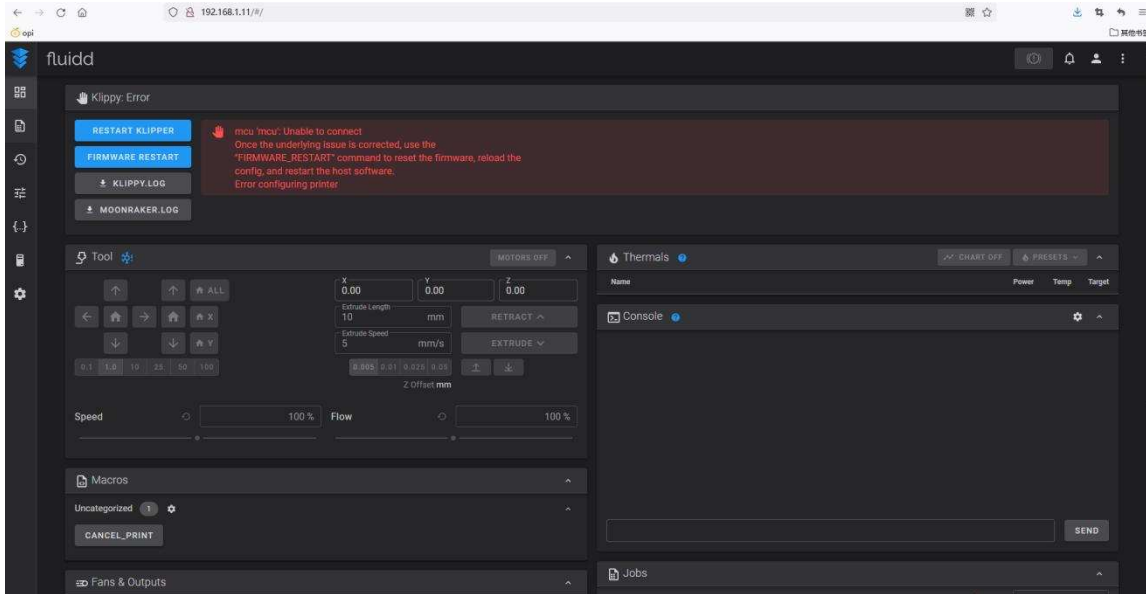 192.168.1.11/#/
opi
其他书签
fluidd
Klippy: Error
RESTART KLIPPER
FIRMWARE RESTART
KLIPPY.LOG
MOONRAKER.LOG
mcu 'mcu': Unable to connect
Once the underlying issue is corrected, use the
"FIRMWARE_RESTART" command to reset the firmware, reload the
config, and restart the host software.
Error configuring printer
Tool
MOTORS OFF
ALL
X
Y
0.1 1.0 10 25 50 100
X Y Z
0.00 0.00 0.00
Extrude Length
10 mm
RETRACT
Extrude Speed
5 mm/s
EXTRUDE
0.005 0.01 0.025 0.05
Z Offset mm
Speed 100 %
Flow 100 %
Macros
Uncategorized 1
CANCEL_PRINT
Fans & Outputs
Thermals
CHART OFF
PRESETS
Name Power Temp Target
Console
SEND
Jobs